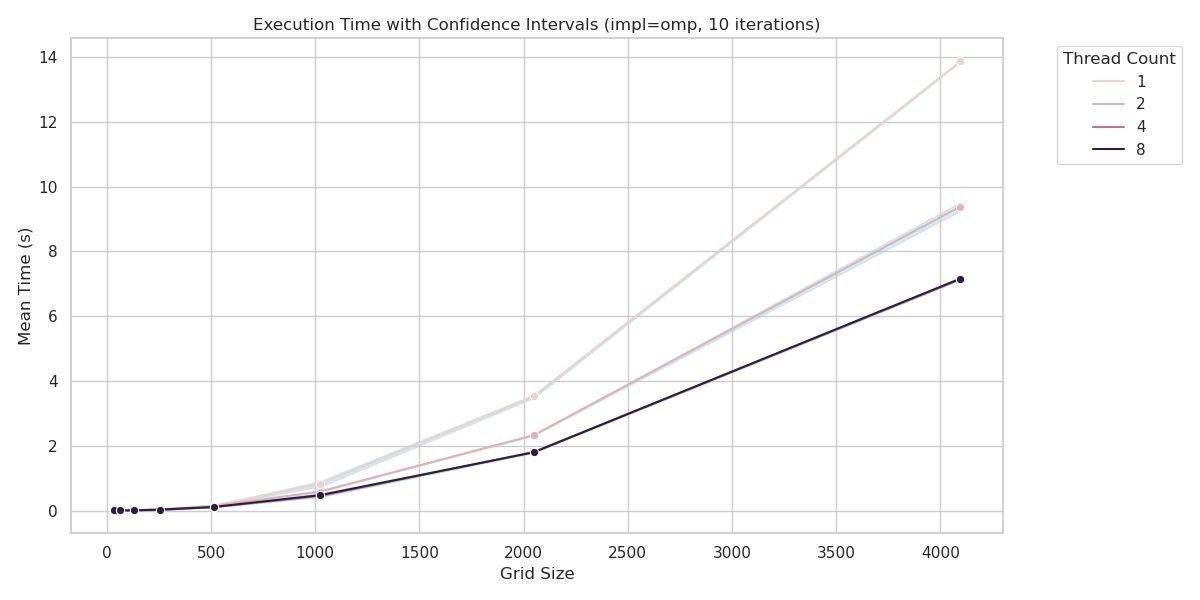 Execution Time with Confidence Intervals (impl=omp, 10 iterations)
Mean Time (s)
14
12
10
8
6
4
2
0
0 500 1000 1500 2000 2500 3000 3500 4000
Grid Size
Thread Count
1
2
4
8